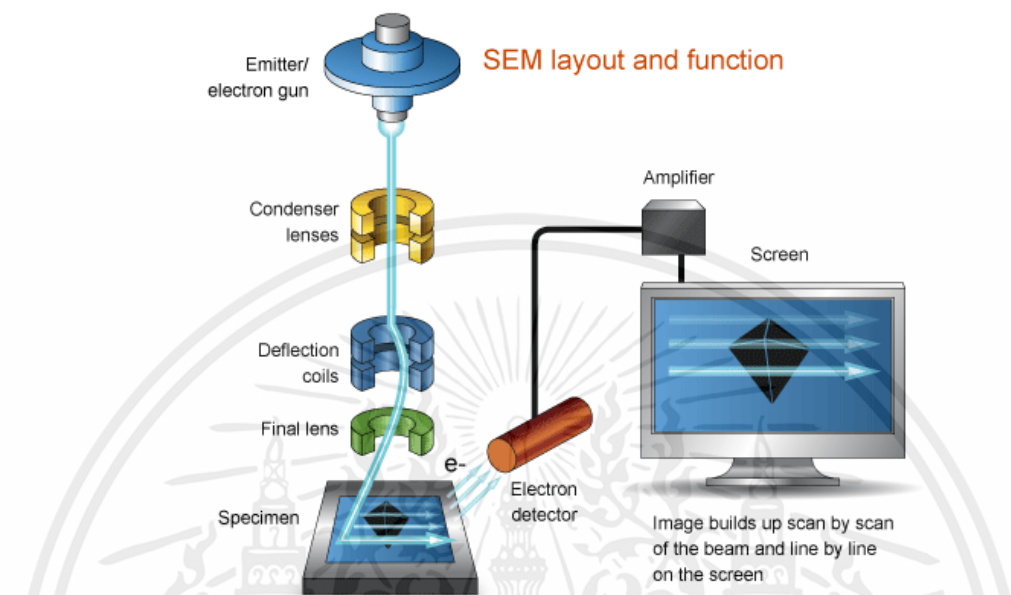 SEM layout and function
Emitter/
electron gun
Condenser
lenses
Deflection
coils
Final lens
Specimen
e-
Electron
detector
Amplifier
Screen
Image builds up scan by scan
of the beam and line by line
on the screen